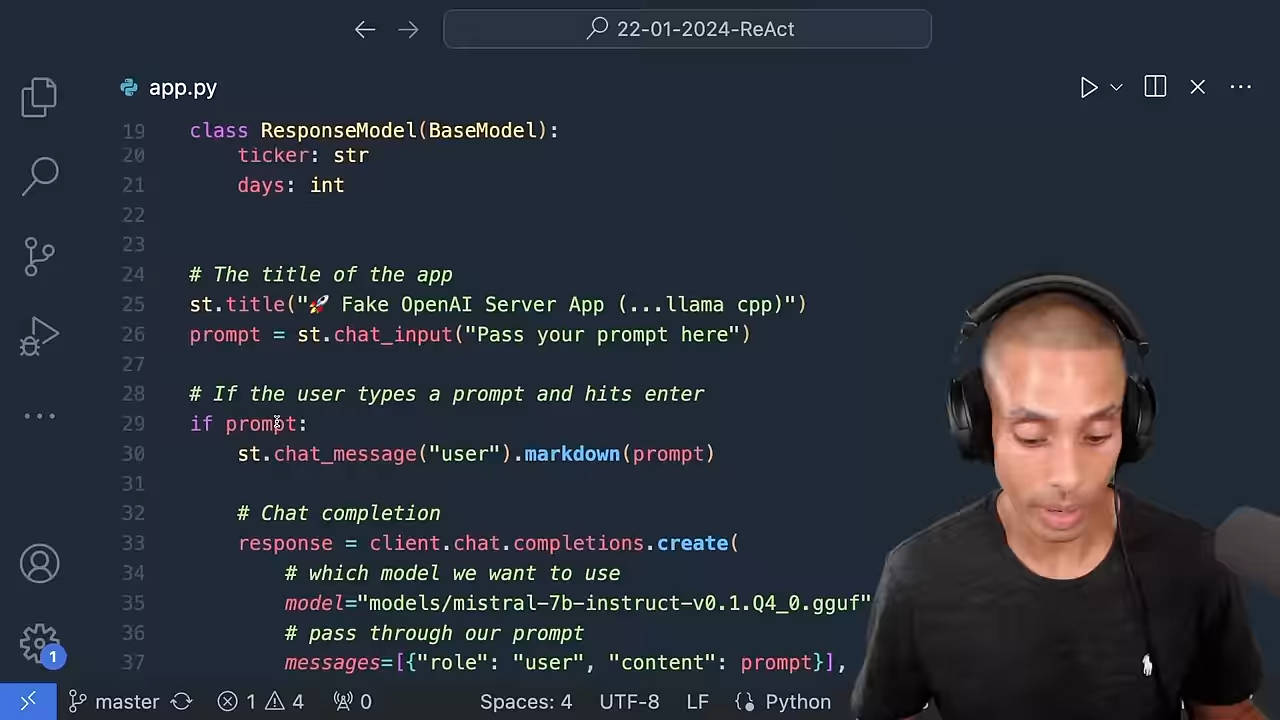 22-01-2024-ReAct
app.py
19 class ResponseModel(BaseModel):
20 ticker: str
21 days: int
22
23
24 # The title of the app
25 st.title("🚀 Fake OpenAI Server App (...llama cpp)")
26 prompt = st.chat_input("Pass your prompt here")
27
28 # If the user types a prompt and hits enter
29 if prompt:
30 st.chat_message("user").markdown(prompt)
31
32 # Chat completion
33 response = client.chat.completions.create(
34 # which model we want to use
35 model="models/mistral-7b-instruct-v0.1.Q4_0.gguf"
36 # pass through our prompt
37 messages=[{"role": "user", "content": prompt}],
1
master 1 4 0 Spaces: 4 UTF-8 LF Python